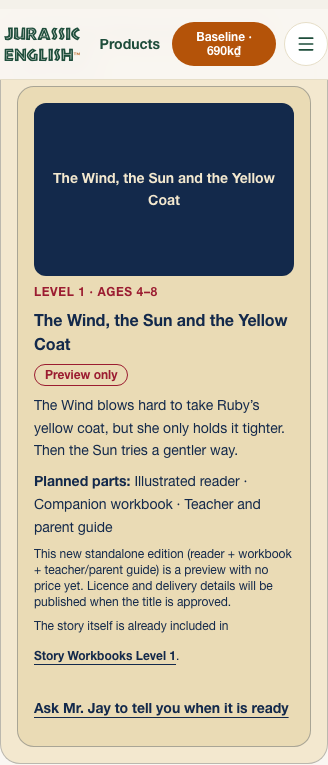 JURASSIC
ENGLISH™
Products
Baseline ·
690kg
The Wind, the Sun and the Yellow
Coat
LEVEL 1 · AGES 4–8
The Wind, the Sun and the Yellow
Coat
Preview only
The Wind blows hard to take Ruby’s
yellow coat, but she only holds it tighter.
Then the Sun tries a gentler way.
Planned parts: Illustrated reader ·
Companion workbook · Teacher and
parent guide
This new standalone edition (reader + workbook
+ teacher/parent guide) is a preview with no
price yet. Licence and delivery details will be
published when the title is approved.
The story itself is already included in
Story Workbooks Level 1.
Ask Mr. Jay to tell you when it is ready